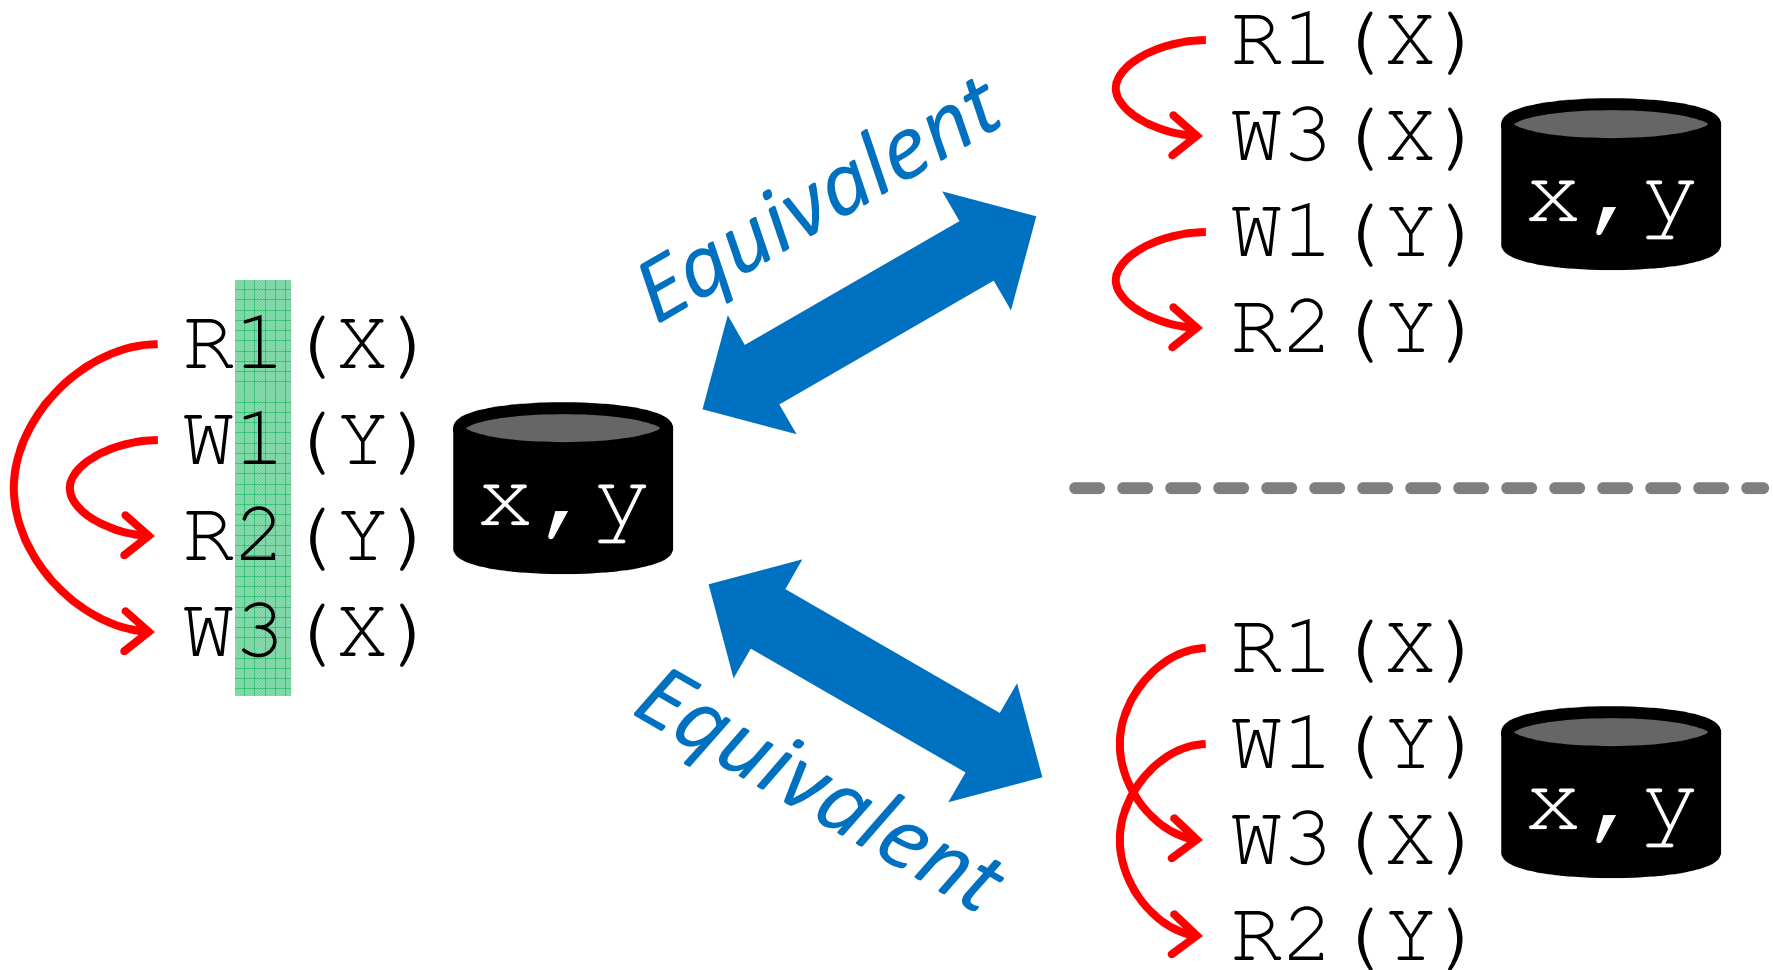 R1(X)
W1(Y)
R2(Y)
W3(X)
x,y
Equivalent
Equivalent
R1(X)
W3(X)
W1(Y)
R2(Y)
x,y
R1(X)
W1(Y)
W3(X)
R2(Y)
x,y